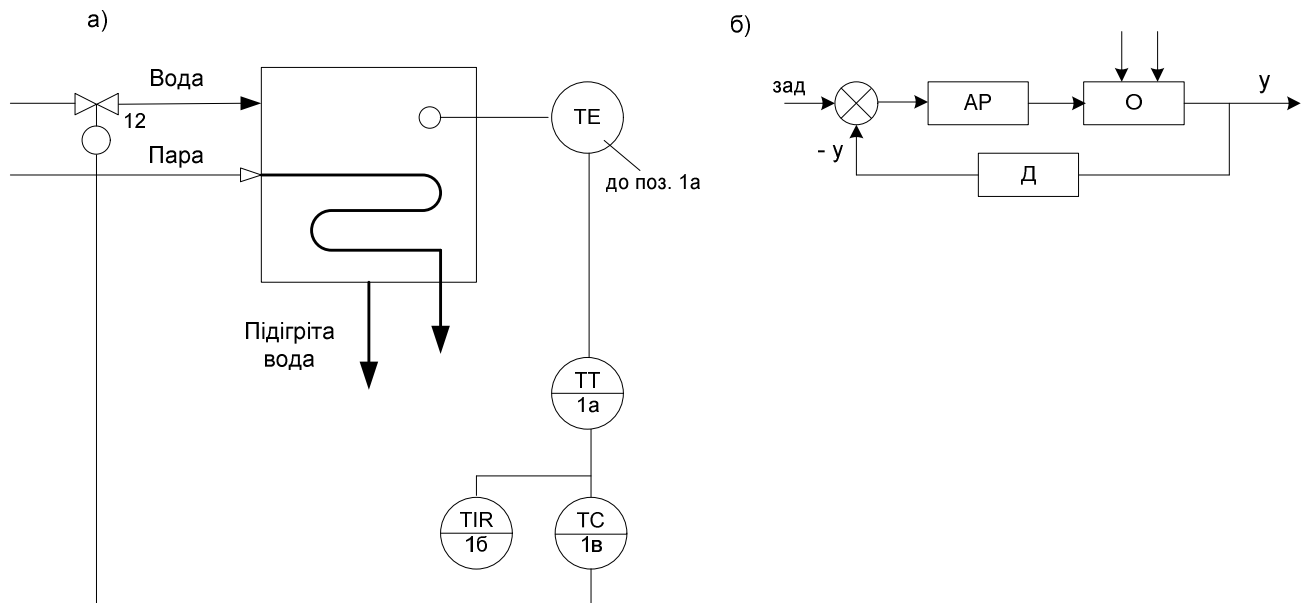 а)
Вода
12
Пара
TE
до поз. 1а
Підігріта
вода
TT
1а
TIR
1б
TC
1в
б)
зад
АР
О
у
- у
Д